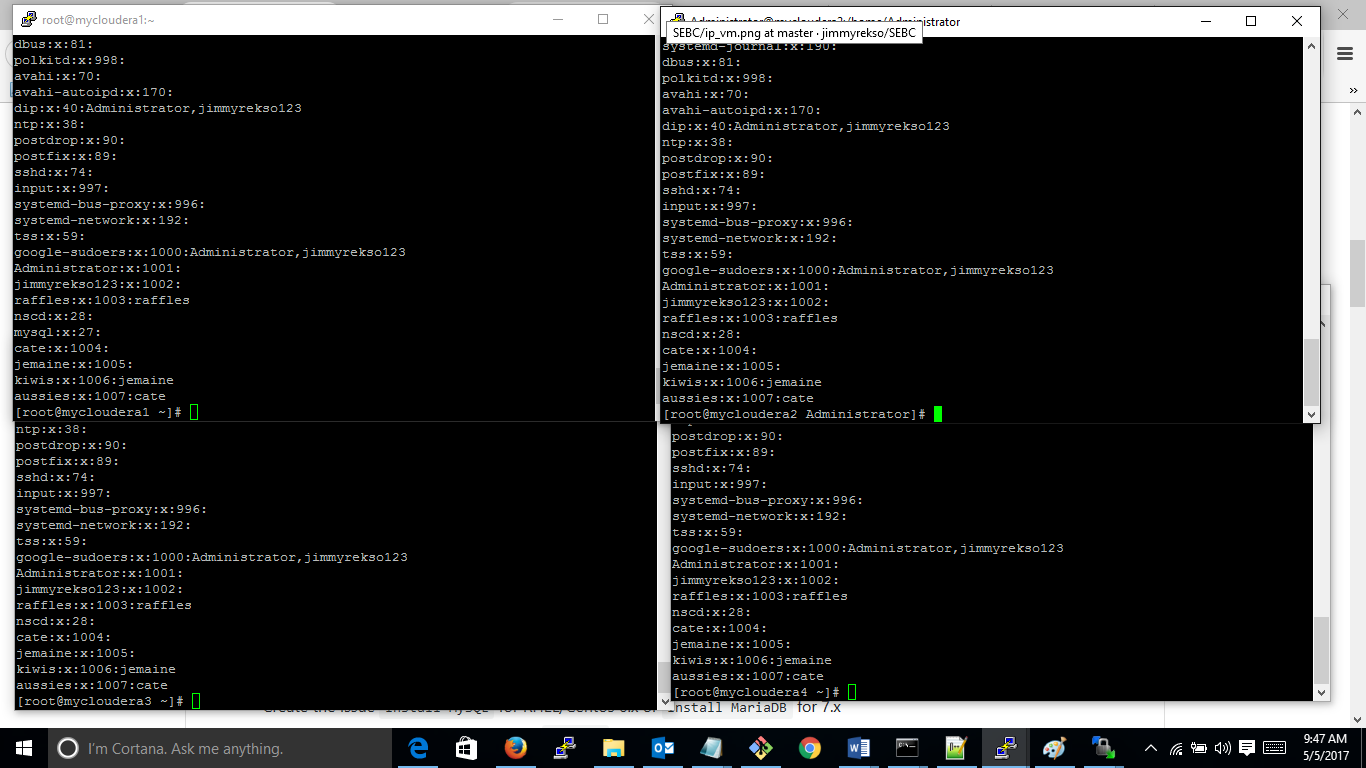 root@mycloudera1:~
dbus:x:81:
polkitd:x:998:
avahi:x:70:
avahi-autoipd:x:170:
dip:x:40:Administrator,jimmyrekso123
ntp:x:38:
postdrop:x:90:
postfix:x:89:
sshd:x:74:
input:x:997:
systemd-bus-proxy:x:996:
systemd-network:x:192:
tss:x:59:
google-sudoers:x:1000:Administrator,jimmyrekso123
Administrator:x:1001:
jimmyrekso123:x:1002:
raffles:x:1003:raffles
nscd:x:28:
mysql:x:27:
cate:x:1004:
jemaine:x:1005:
kiwis:x:1006:jemaine
aussies:x:1007:cate
[root@mycloudera1 ~]#
Administrator@mycloudera2:/home/Administrator
SEBC/ip_vm.png at master · jimmyrekso/SEBC
systemd-journal:x:190:
dbus:x:81:
polkitd:x:998:
avahi:x:70:
avahi-autoipd:x:170:
dip:x:40:Administrator,jimmyrekso123
ntp:x:38:
postdrop:x:90:
postfix:x:89:
sshd:x:74:
input:x:997:
systemd-bus-proxy:x:996:
systemd-network:x:192:
tss:x:59:
google-sudoers:x:1000:Administrator,jimmyrekso123
Administrator:x:1001:
jimmyrekso123:x:1002:
raffles:x:1003:raffles
nscd:x:28:
cate:x:1004:
jemaine:x:1005:
kiwis:x:1006:jemaine
aussies:x:1007:cate
[root@mycloudera2 Administrator]#
ntp:x:38:
postdrop:x:90:
postfix:x:89:
sshd:x:74:
input:x:997:
systemd-bus-proxy:x:996:
systemd-network:x:192:
tss:x:59:
google-sudoers:x:1000:Administrator,jimmyrekso123
Administrator:x:1001:
jimmyrekso123:x:1002:
raffles:x:1003:raffles
nscd:x:28:
cate:x:1004:
jemaine:x:1005:
kiwis:x:1006:jemaine
aussies:x:1007:cate
[root@mycloudera3 ~]#
postdrop:x:90:
postfix:x:89:
sshd:x:74:
input:x:997:
systemd-bus-proxy:x:996:
systemd-network:x:192:
tss:x:59:
google-sudoers:x:1000:Administrator,jimmyrekso123
Administrator:x:1001:
jimmyrekso123:x:1002:
raffles:x:1003:raffles
nscd:x:28:
cate:x:1004:
jemaine:x:1005:
kiwis:x:1006:jemaine
aussies:x:1007:cate
[root@mycloudera4 ~]#
Create the issue Install MySQL for RHEL/CentOS 6.x or Install MariaDB for 7.x
I'm Cortana. Ask me anything.
9:47 AM
5/5/2017